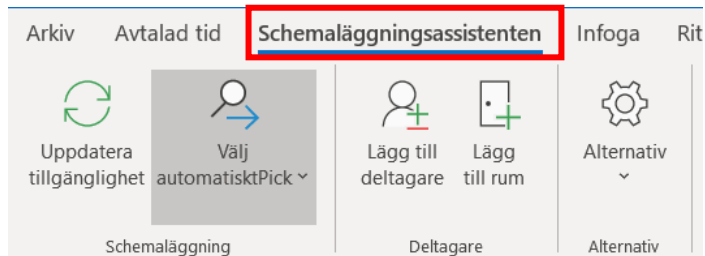 Arkiv Avtalad tid Schemaläggningsassistenten Infoga Rit
Uppdatera tillgänglighet
Välj automatisktPick
Lägg till deltagare
Lägg till rum
Alternativ
Schemaläggning
Deltagare
Alternativ